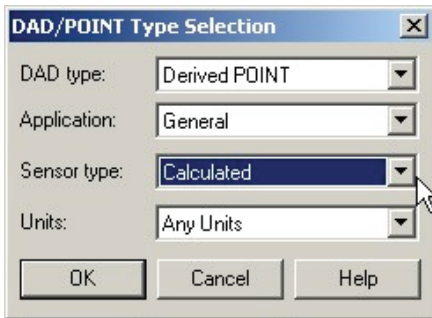 DAD/POINT Type Selection
DAD type: Derived POINT
Application: General
Sensor type: Calculated
Units: Any Units
OK Cancel Help